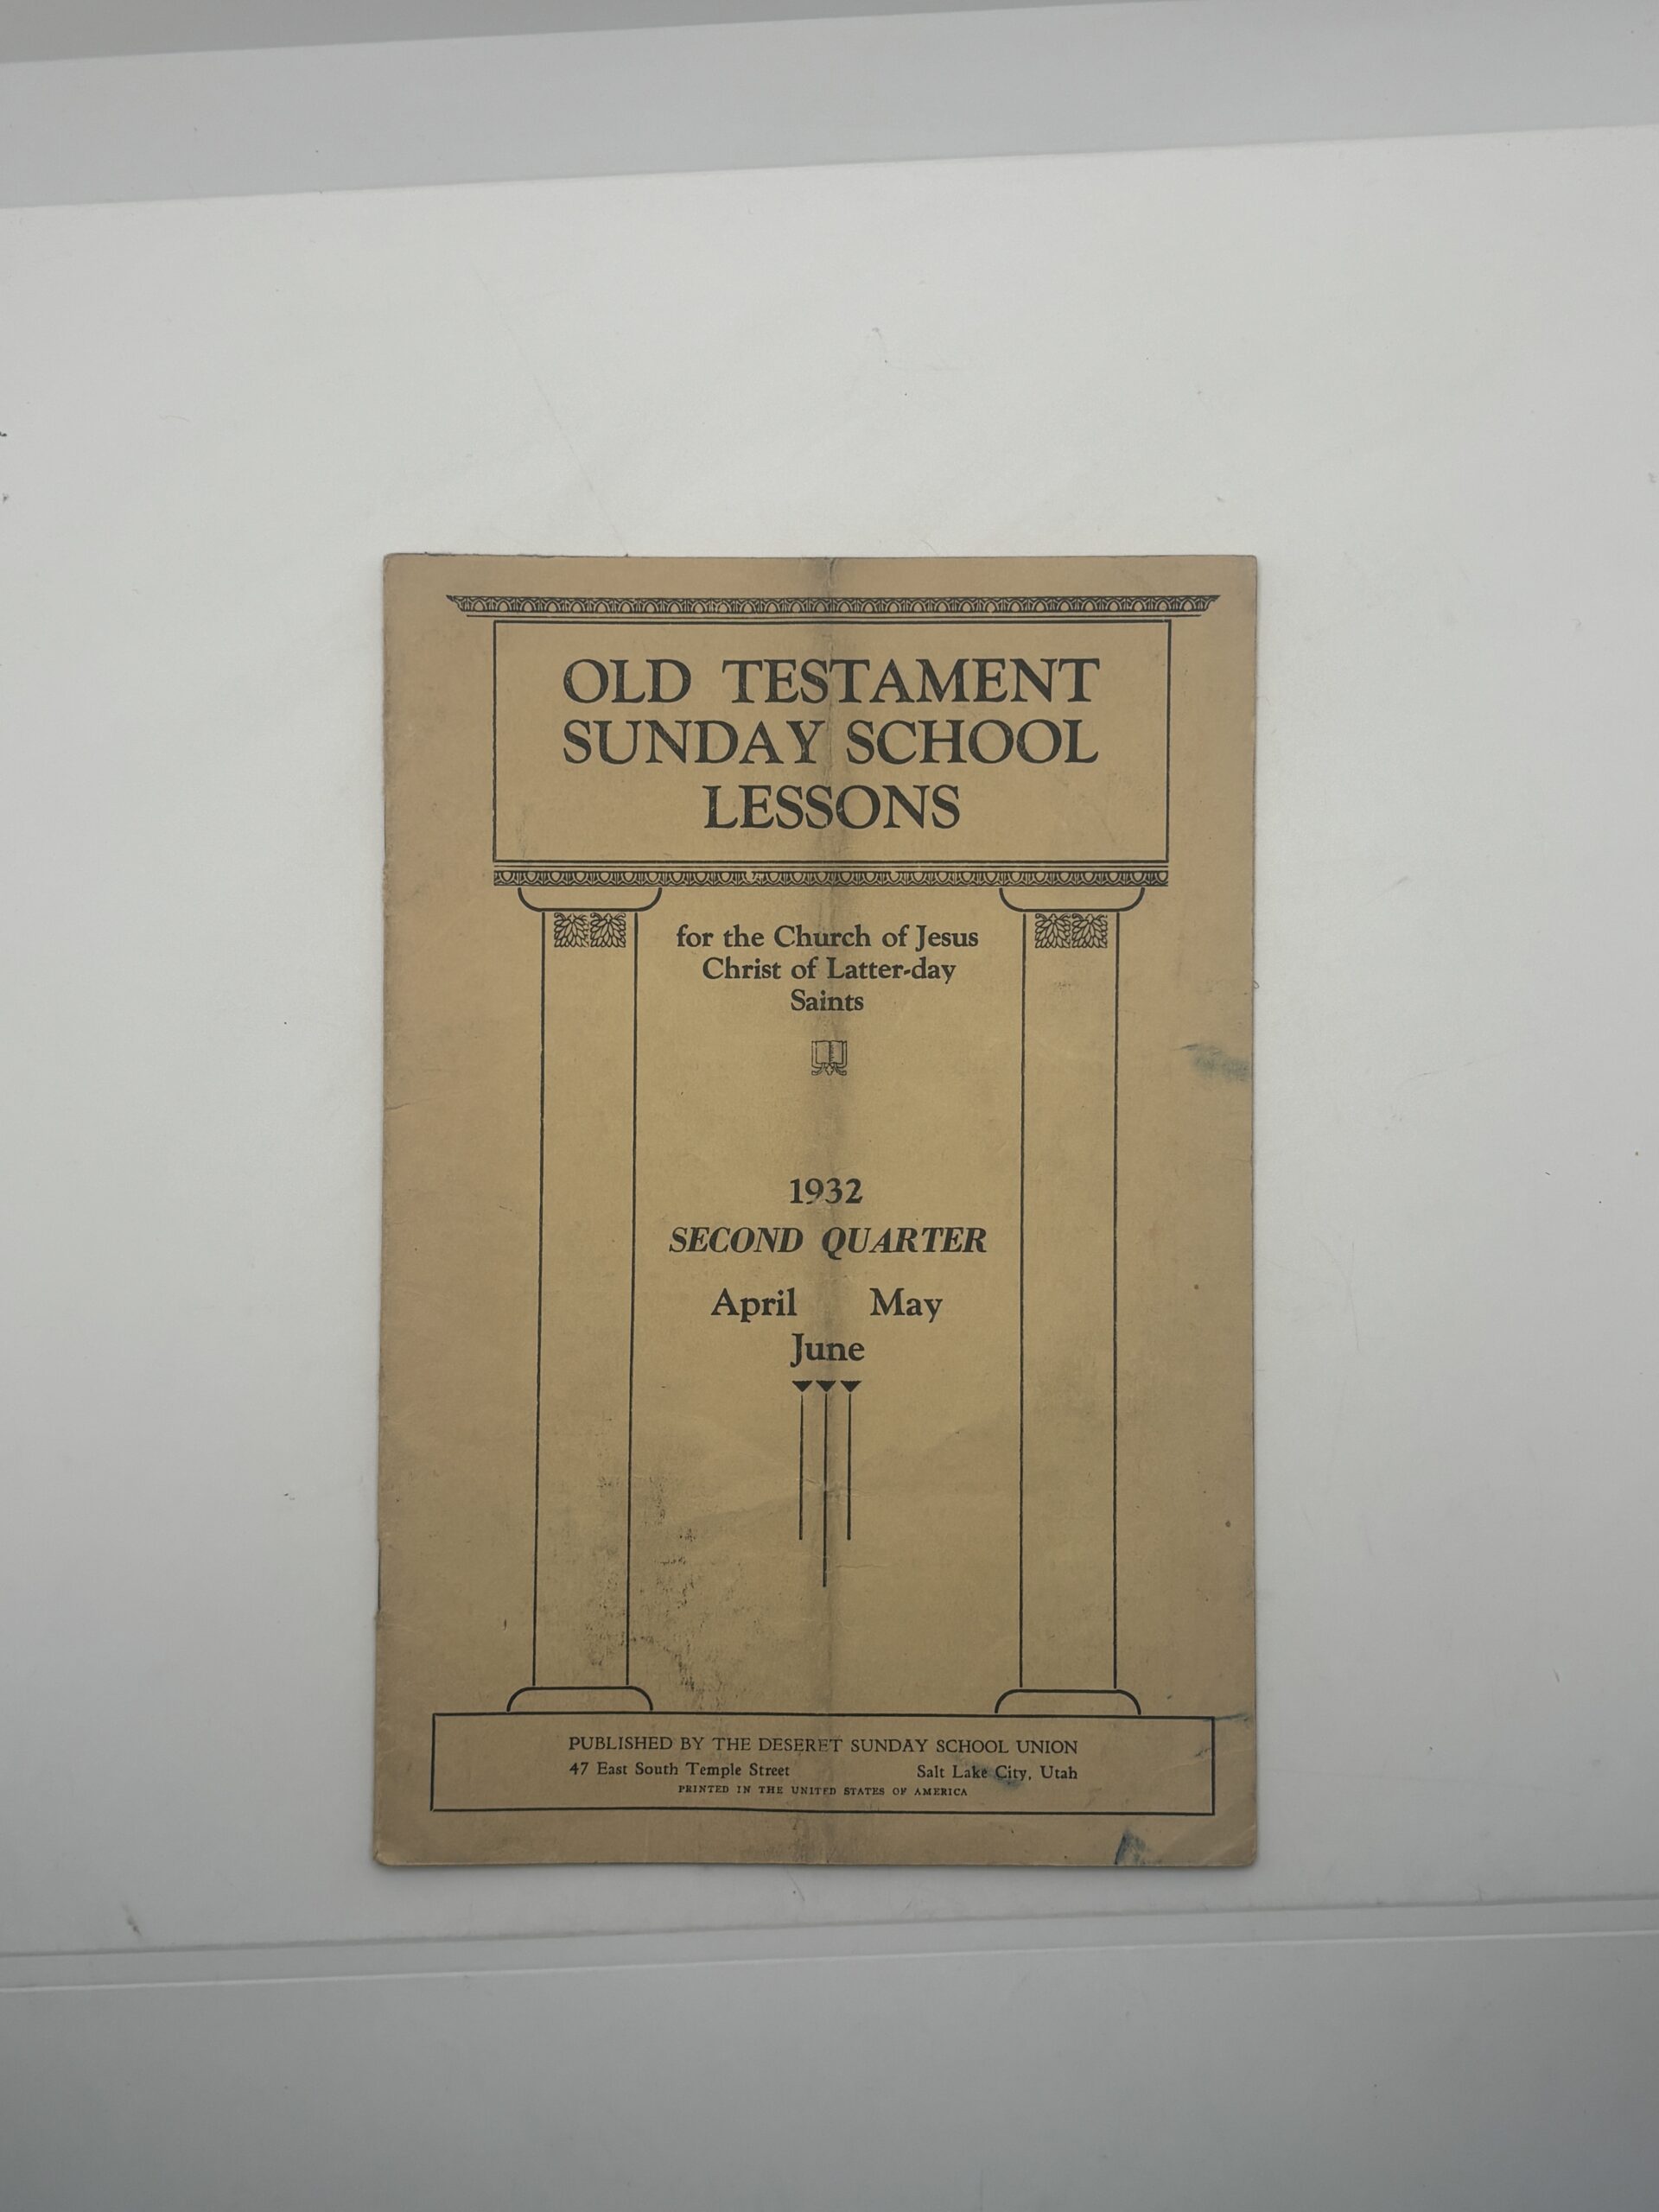 OLD TESTAMENT
SUNDAY SCHOOL
LESSONS
for the Church of Jesus
Christ of Latter-day
Saints
1932
SECOND QUARTER
April May
June
PUBLISHED BY THE DESERET SUNDAY SCHOOL UNION
47 East South Temple Street Salt Lake City, Utah
PRINTED IN THE UNITED STATES OF AMERICA